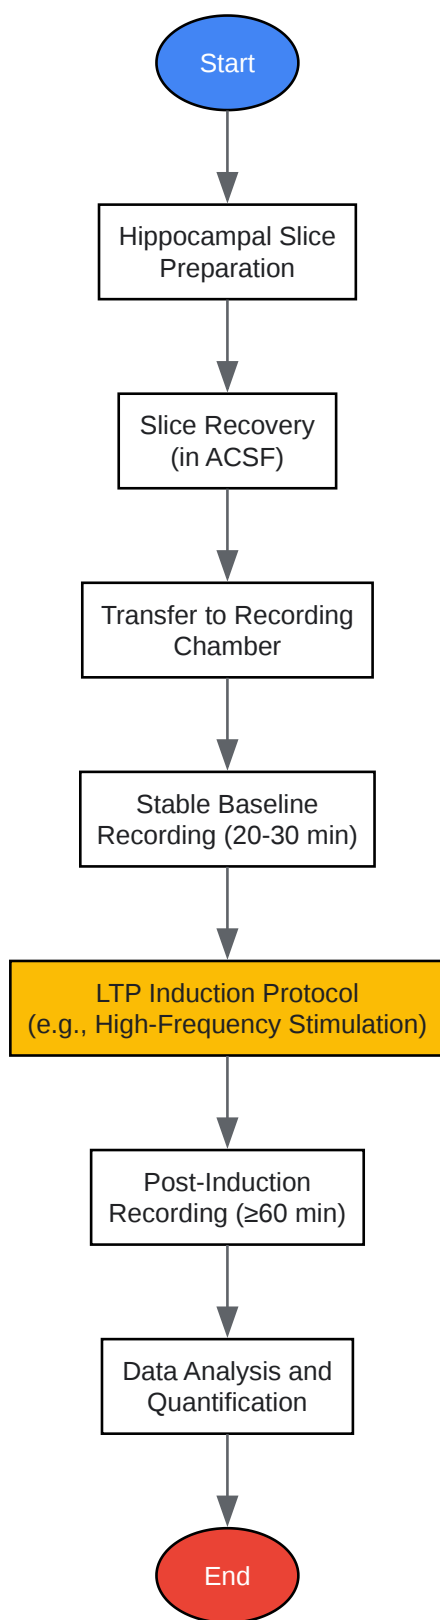 Start
Hippocampal Slice
Preparation
Slice Recovery
(in ACSF)
Transfer to Recording
Chamber
Stable Baseline
Recording (20-30 min)
LTP Induction Protocol
(e.g., High-Frequency Stimulation)
Post-Induction
Recording (≥60 min)
Data Analysis and
Quantification
End